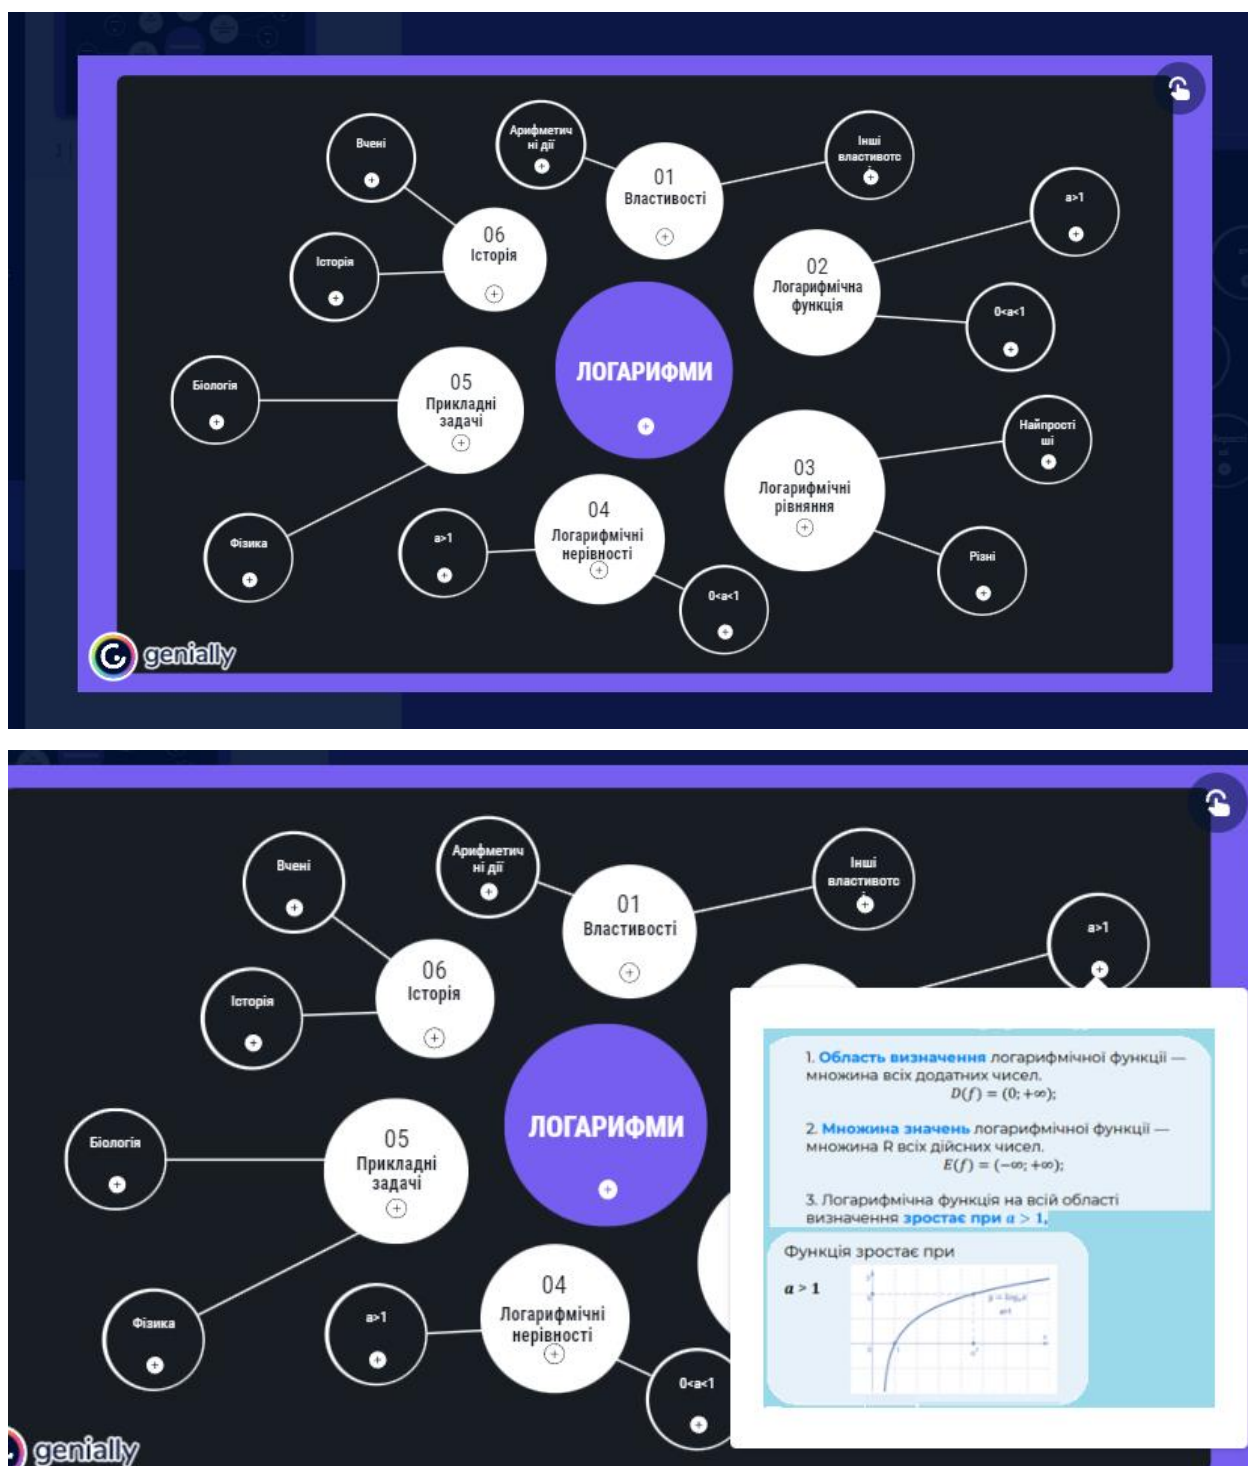 Вчені
Арифметич
ні дії
Інші
властивотс
01
Властивості
a>1
06
Історія
02
Логарифмічна
функція
Історія
0<a<1
ЛОГАРИФМИ
Біологія
05
Прикладні
задачі
Найпрості
ші
03
Логарифмічні
рівняння
04
Логарифмічні
нерівності
Фізика
a>1
Різні
0<a<1
genially
Вчені
Арифметич
ні дії
Інші
властивотс
01
Властивості
a>1
06
Історія
Історія
ЛОГАРИФМИ
Біологія
05
Прикладні
задачі
04
Логарифмічні
нерівності
Фізика
a>1
0<a<1
genially
1. Область визначення логарифмічної функції —
множина всіх додатних чисел.
D(f) = (0; +∞);
2. Множина значень логарифмічної функції —
множина R всіх дійсних чисел.
E(f) = (−∞; +∞);
3. Логарифмічна функція на всій області
визначення зростає при a > 1,
Функція зростає при
a > 1